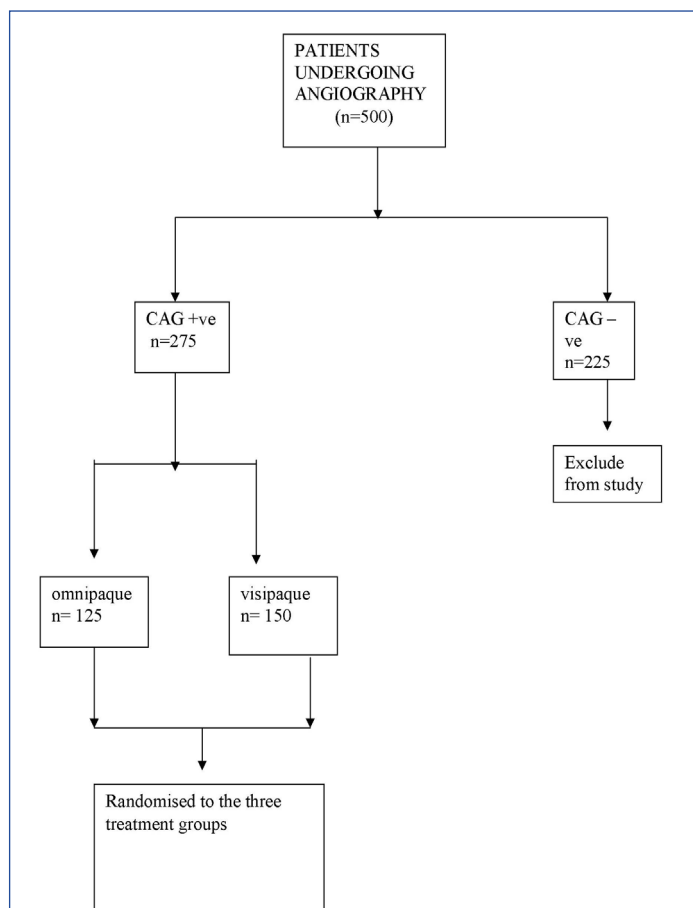 PATIENTS
UNDERGOING
ANGIOGRAPHY
(n=500)
CAG +ve
n=275
CAG –
ve
n=225
Exclude
from study
omnipaque
n= 125
visipaque
n= 150
Randomised to the three
treatment groups